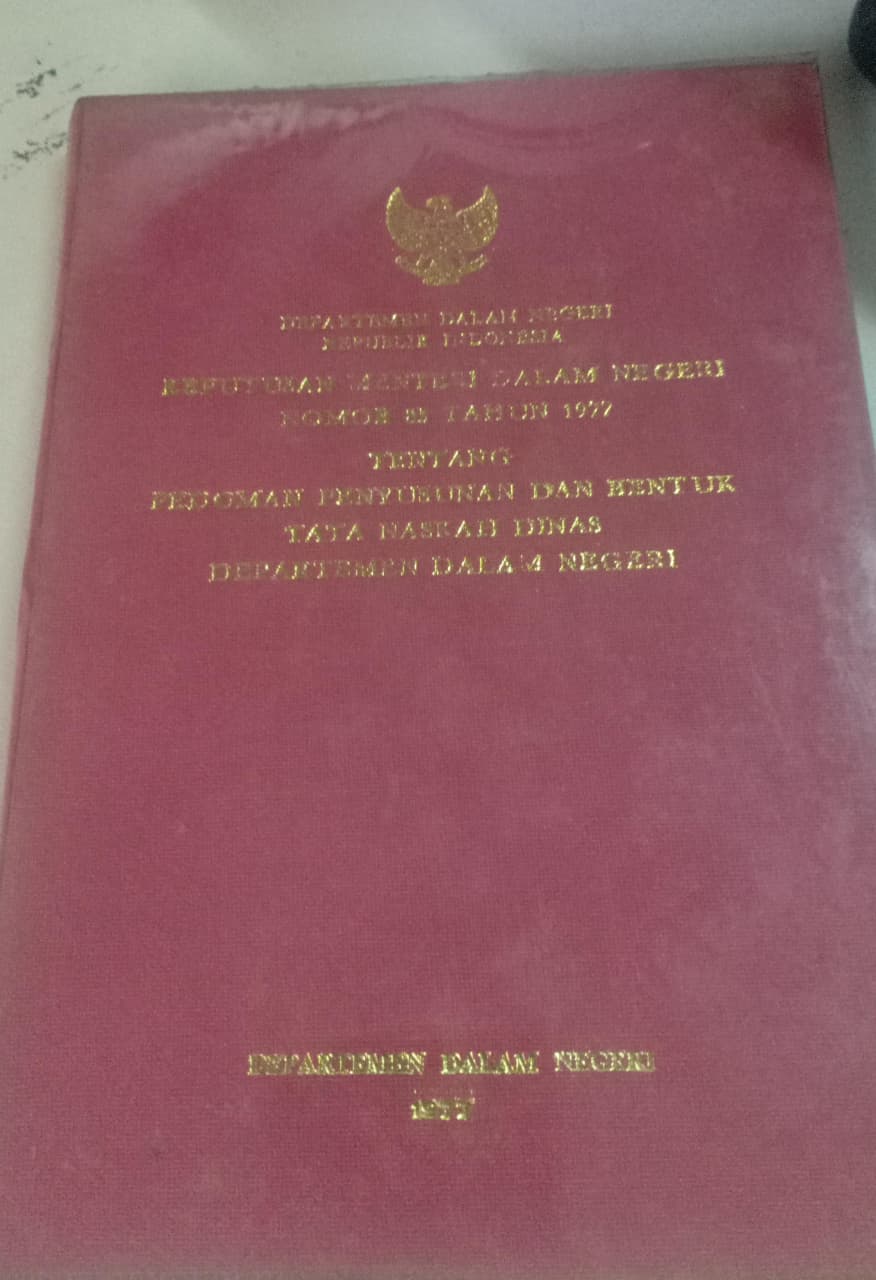 DEPARTEMEN DALAM NEGERI
REPUBLIK INDONESIA
KEPUTUSAN MENTERI DALAM NEGERI
NOMOR TAHUN 1977
TENTANG
PEDOMAN PENYUSUNAN DAN BENTUK
TATA NASKAH DINAS
DEPARTEMEN DALAM NEGERI
DEPARTEMEN DALAM NEGERI
1977